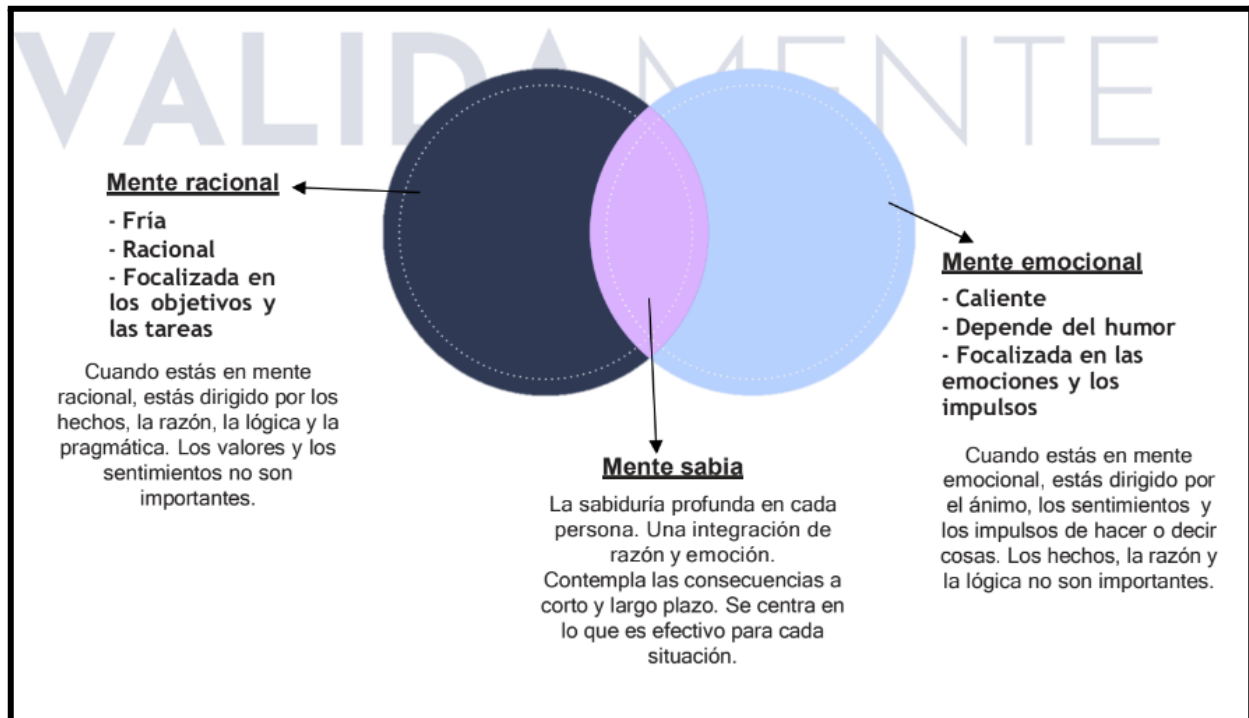 VALIDAMENTE
Mente racional
- Fría
- Racional
- Focalizada en
los objetivos y
las tareas
Cuando estás en mente
racional, estás dirigido por los
hechos, la razón, la lógica y la
pragmática. Los valores y los
sentimientos no son
importantes.
Mente sabia
La sabiduría profunda en cada
persona. Una integración de
razón y emoción.
Contempla las consecuencias a
corto y largo plazo. Se centra en
lo que es efectivo para cada
situación.
Mente emocional
- Caliente
- Depende del humor
- Focalizada en las
emociones y los
impulsos
Cuando estás en mente
emocional, estás dirigido por
el ánimo, los sentimientos y
los impulsos de hacer o decir
cosas. Los hechos, la razón y
la lógica no son importantes.